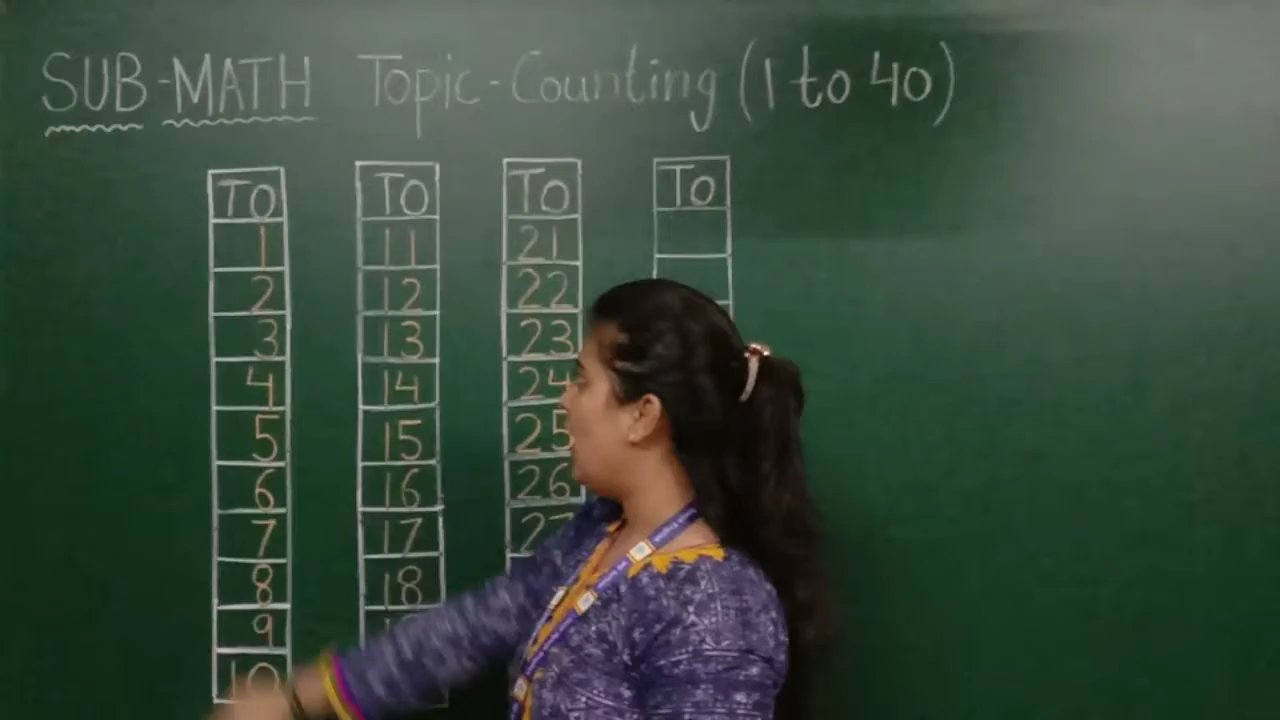 SUB-MATH Topic-Counting (1 to 40)
TO TO TO TO
1 11 21
2 12 22
3 13 23
4 14 24
5 15 25
6 16 26
7 17 27
8 18
9
10